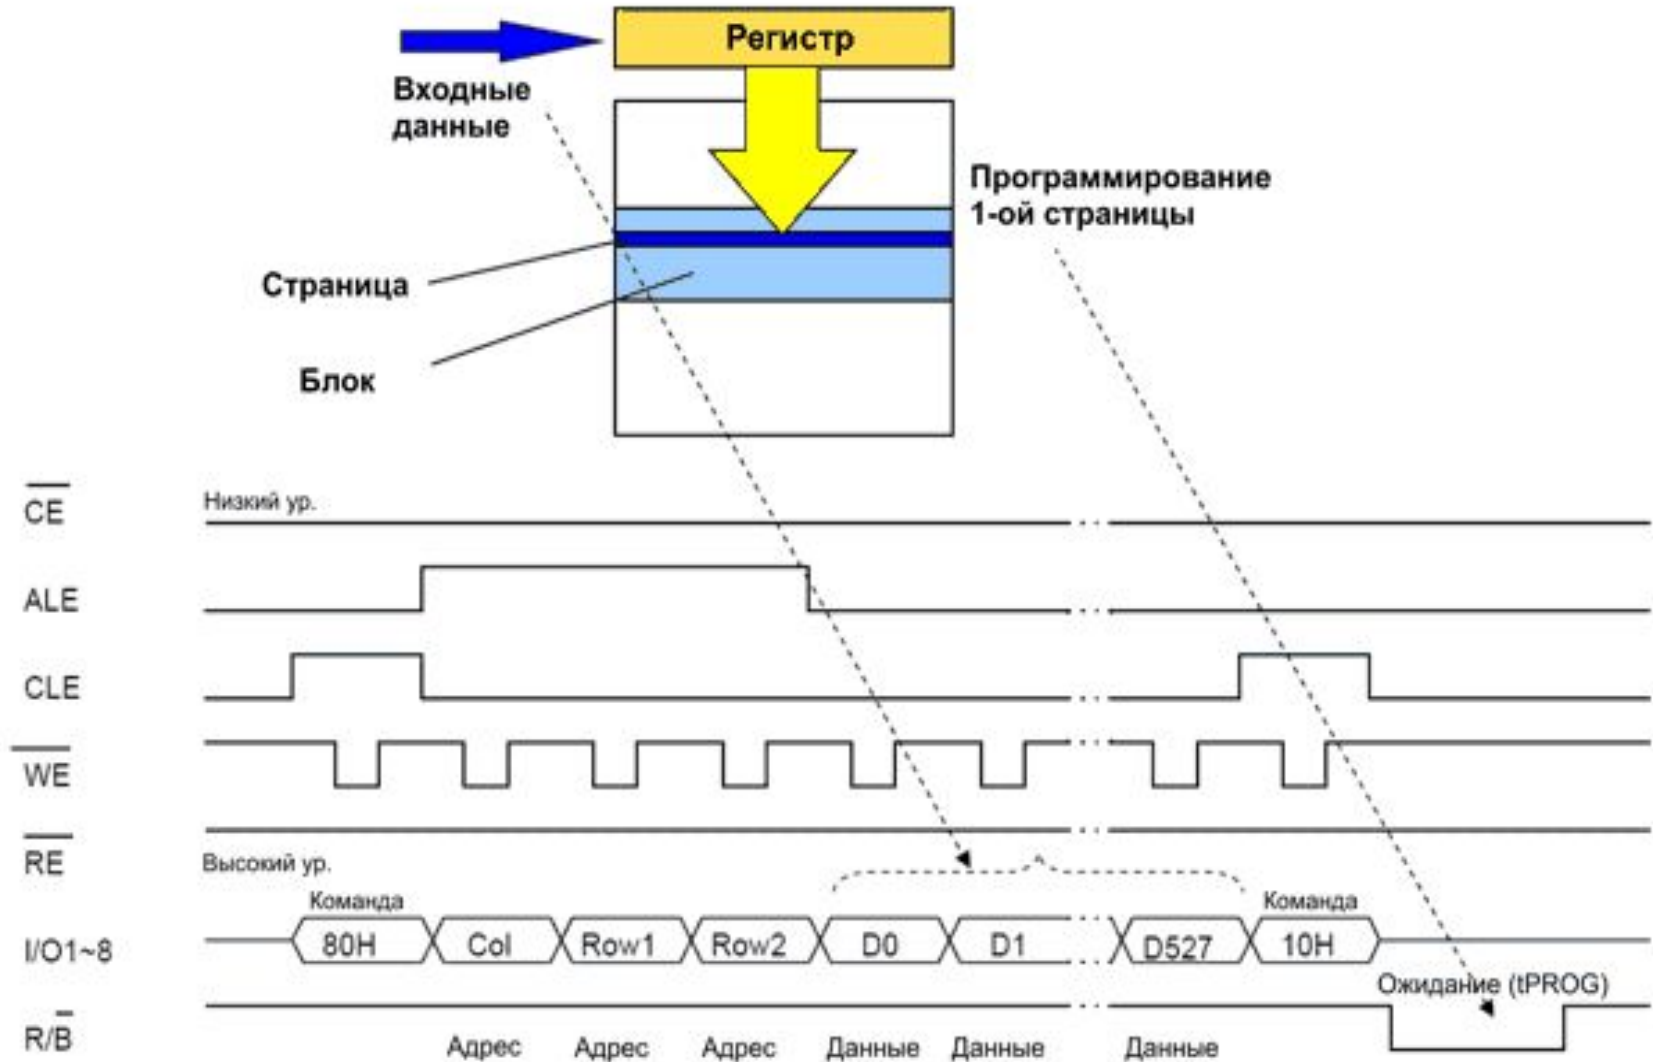 Регистр
Входные
данные
Программирование
1-ой страницы
Страница
Блок
CE
Низкий ур.
ALE
CLE
WE
RE
Высокий ур.
Команда
Команда
I/O1~8
80H
Col
Row1
Row2
D0
D1
D527
10H
Ожидание (tPROG)
R/B
Адрес
Адрес
Адрес
Данные
Данные
Данные